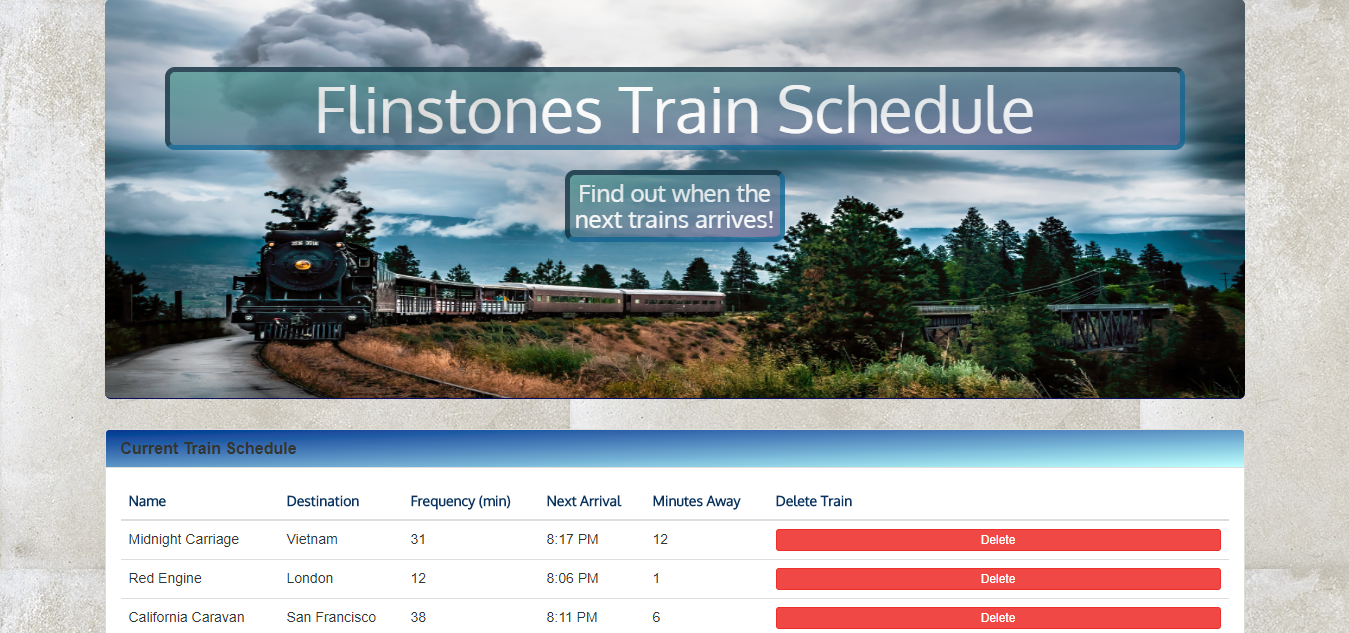 Flinstones Train Schedule
Find out when the
next trains arrives!
Current Train Schedule
Name Destination Frequency (min) Next Arrival Minutes Away Delete Train
Midnight Carriage Vietnam 31 8:17 PM 12 Delete
Red Engine London 12 8:06 PM 1 Delete
California Caravan San Francisco 38 8:11 PM 6 Delete